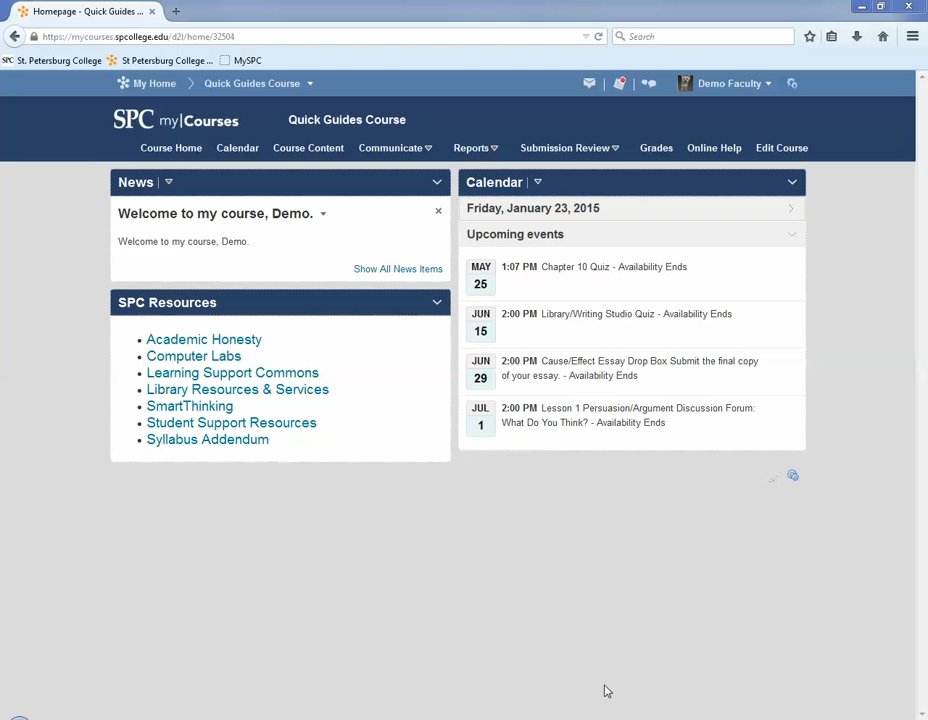 Homepage - Quick Guides ...
https://mycourses.spcollege.edu/d2l/home/32504
Search
SPC St. Petersburg College
St Petersburg College ...
MySPC
My Home
Quick Guides Course
Demo Faculty
SPC my|Courses
Quick Guides Course
Course Home
Calendar
Course Content
Communicate
Reports
Submission Review
Grades
Online Help
Edit Course
News
Welcome to my course, Demo.
Welcome to my course, Demo.
Show All News Items
SPC Resources
Academic Honesty
Computer Labs
Learning Support Commons
Library Resources & Services
SmartThinking
Student Support Resources
Syllabus Addendum
Calendar
Friday, January 23, 2015
Upcoming events
MAY
25
1:07 PM Chapter 10 Quiz - Availability Ends
JUN
15
2:00 PM Library/Writing Studio Quiz - Availability Ends
JUN
29
2:00 PM Cause/Effect Essay Drop Box Submit the final copy
of your essay. - Availability Ends
JUL
1
2:00 PM Lesson 1 Persuasion/Argument Discussion Forum:
What Do You Think? - Availability Ends